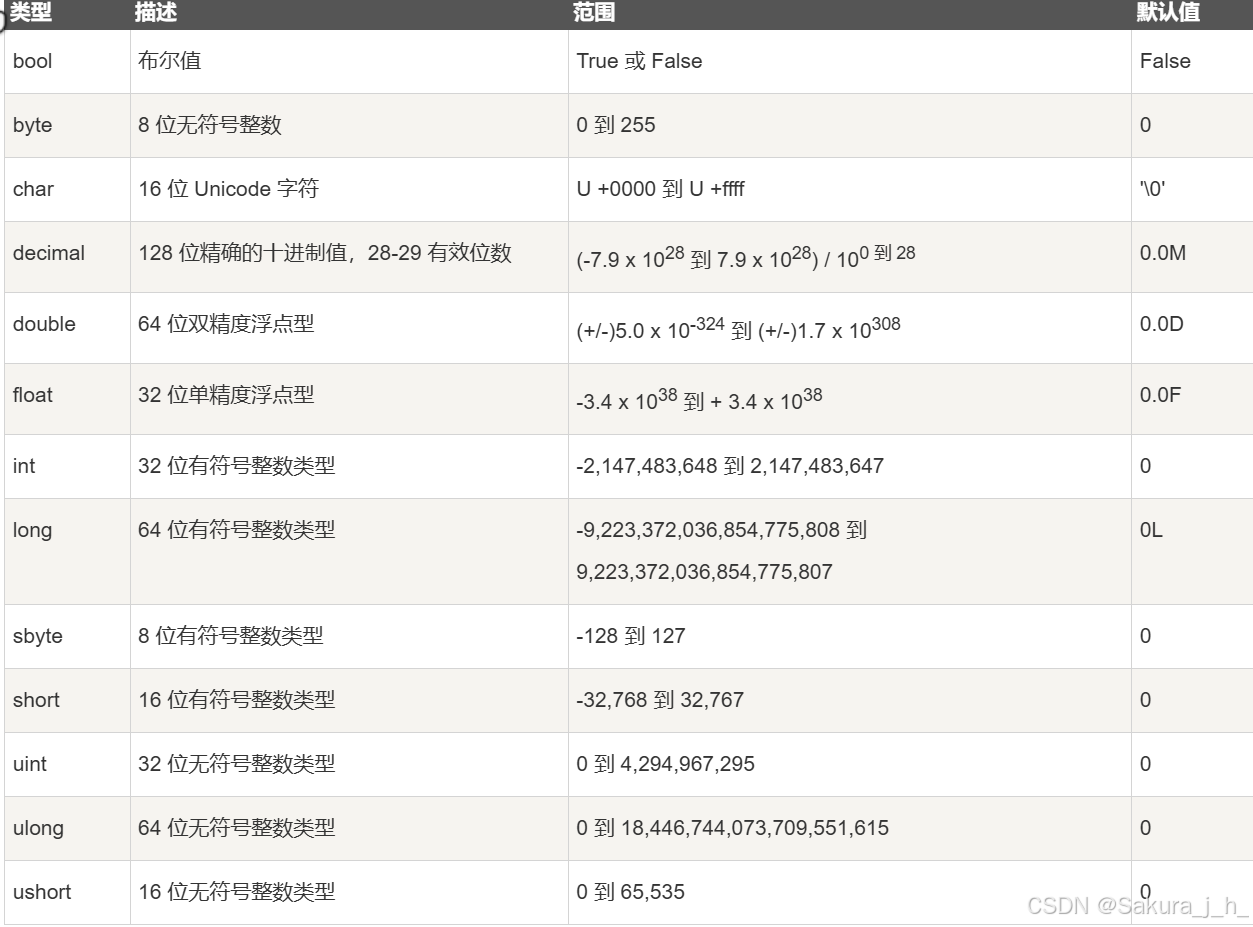 类型 描述 范围 默认值
bool 布尔值 True 或 False False
byte 8 位无符号整数 0 到 255 0
char 16 位 Unicode 字符 U +0000 到 U +ffff '\0'
decimal 128 位精确的十进制值，28-29 有效位数 (-7.9 x 10^28 到 7.9 x 10^28) / 10^0 到 28 0.0M
double 64 位双精度浮点型 (+/-)5.0 x 10^-324 到 (+/-)1.7 x 10^308 0.0D
float 32 位单精度浮点型 -3.4 x 10^38 到 + 3.4 x 10^38 0.0F
int 32 位有符号整数类型 -2,147,483,648 到 2,147,483,647 0
long 64 位有符号整数类型 -9,223,372,036,854,775,808 到 0L
9,223,372,036,854,775,807
sbyte 8 位有符号整数类型 -128 到 127 0
short 16 位有符号整数类型 -32,768 到 32,767 0
uint 32 位无符号整数类型 0 到 4,294,967,295 0
ulong 64 位无符号整数类型 0 到 18,446,744,073,709,551,615 0
ushort 16 位无符号整数类型 0 到 65,535 0
CSDN @Sakura_j_h_